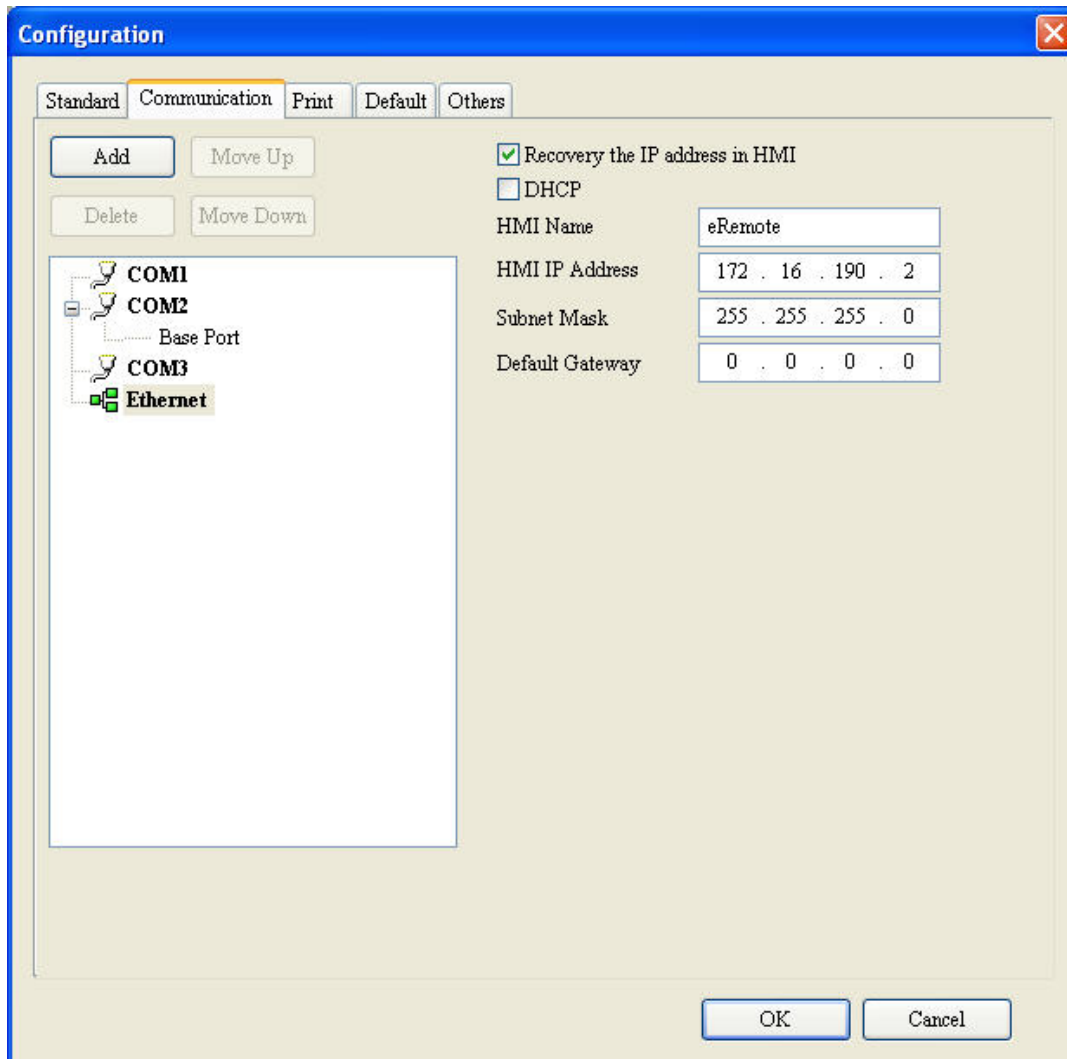 Configuration
Standard Communication Print Default Others
Add Move Up
Delete Move Down
COM1
COM2
Base Port
COM3
Ethernet
Recovery the IP address in HMI
DHCP
HMI Name eRemote
HMI IP Address 172 . 16 . 190 . 2
Subnet Mask 255 . 255 . 255 . 0
Default Gateway 0 . 0 . 0 . 0
OK Cancel